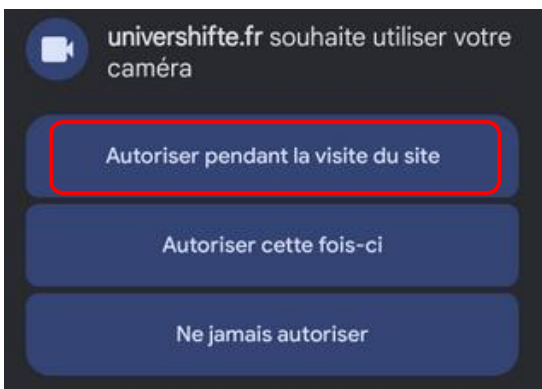 univershifte.fr souhaite utiliser votre
caméra
Autoriser pendant la visite du site
Autoriser cette fois-ci
Ne jamais autoriser